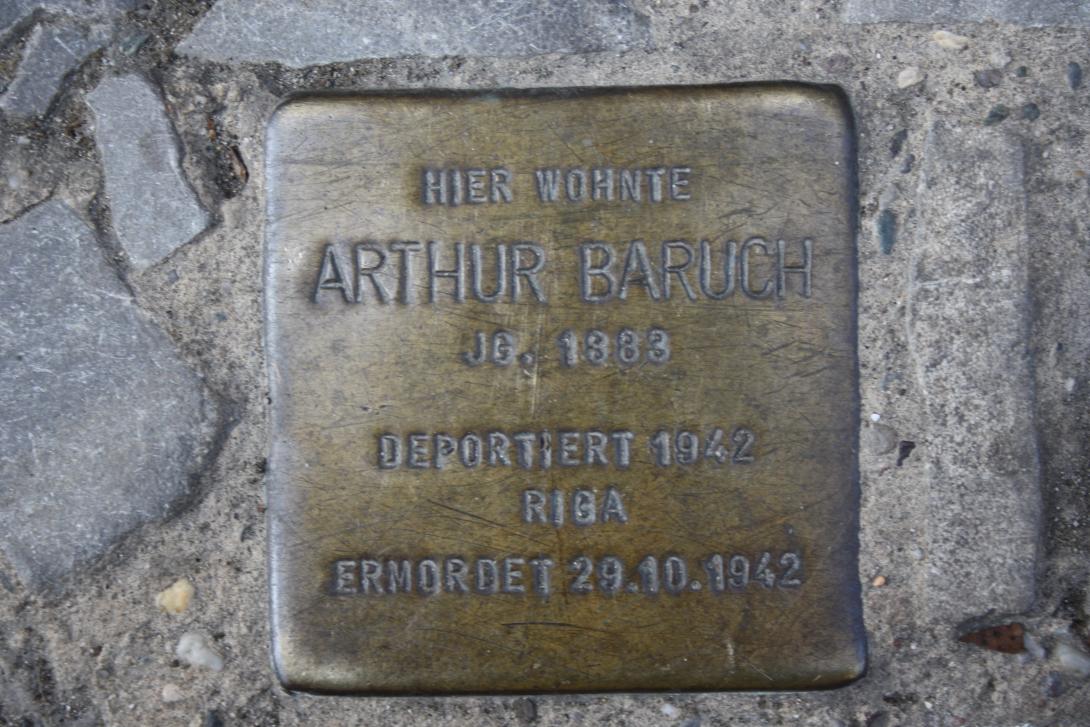 HIER WOHNTE
ARTHUR BARUCH
JG. 1883
DEPORTIERT 1942
RIGA
ERMORDET 29.10.1942